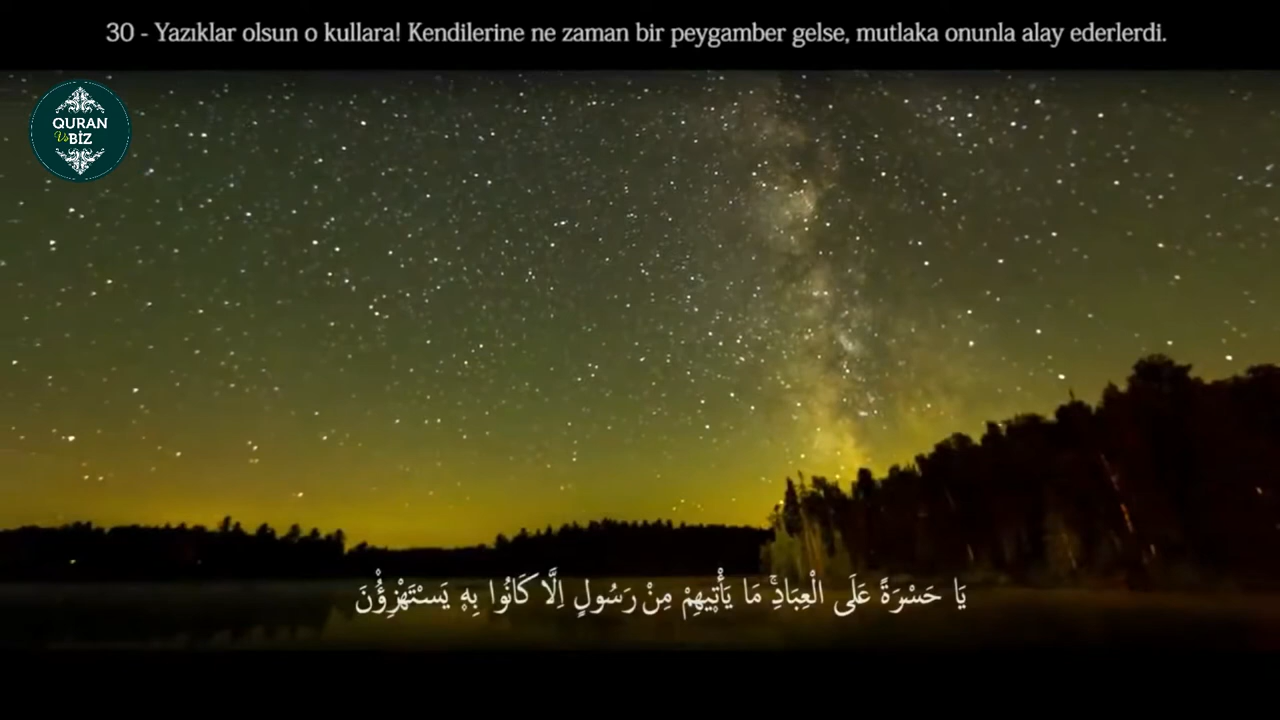 30 - Yazıklar olsun o kullara! Kendilerine ne zaman bir peygamber gelse, mutlaka onunla alay ederlerdi.
QURAN
Ve BİZ
يَا حَسْرَةً عَلَى الْعِبَادِۚ مَا يَأْت۪يهِمْ مِنْ رَسُولٍ اِلَّا كَانُوا بِه۪ يَسْتَهْزِؤُ۫نَ